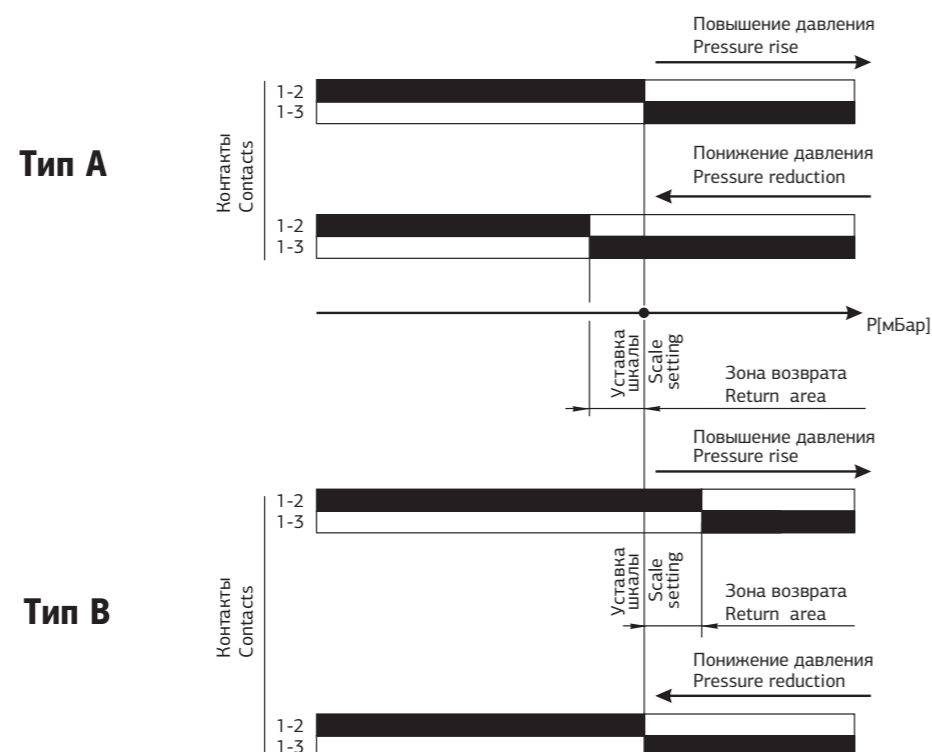 Повышение давления
Pressure rise
1-2
1-3
Тип А
Контакты
Contacts
Понижение давления
Pressure reduction
1-2
1-3
P[мБар]
Уставка
шкалы
Scale
setting
Зона возврата
Return area
Повышение давления
Pressure rise
1-2
1-3
Уставка
шкалы
Scale
setting
Зона возврата
Return area
Тип В
Контакты
Contacts
Понижение давления
Pressure reduction
1-2
1-3